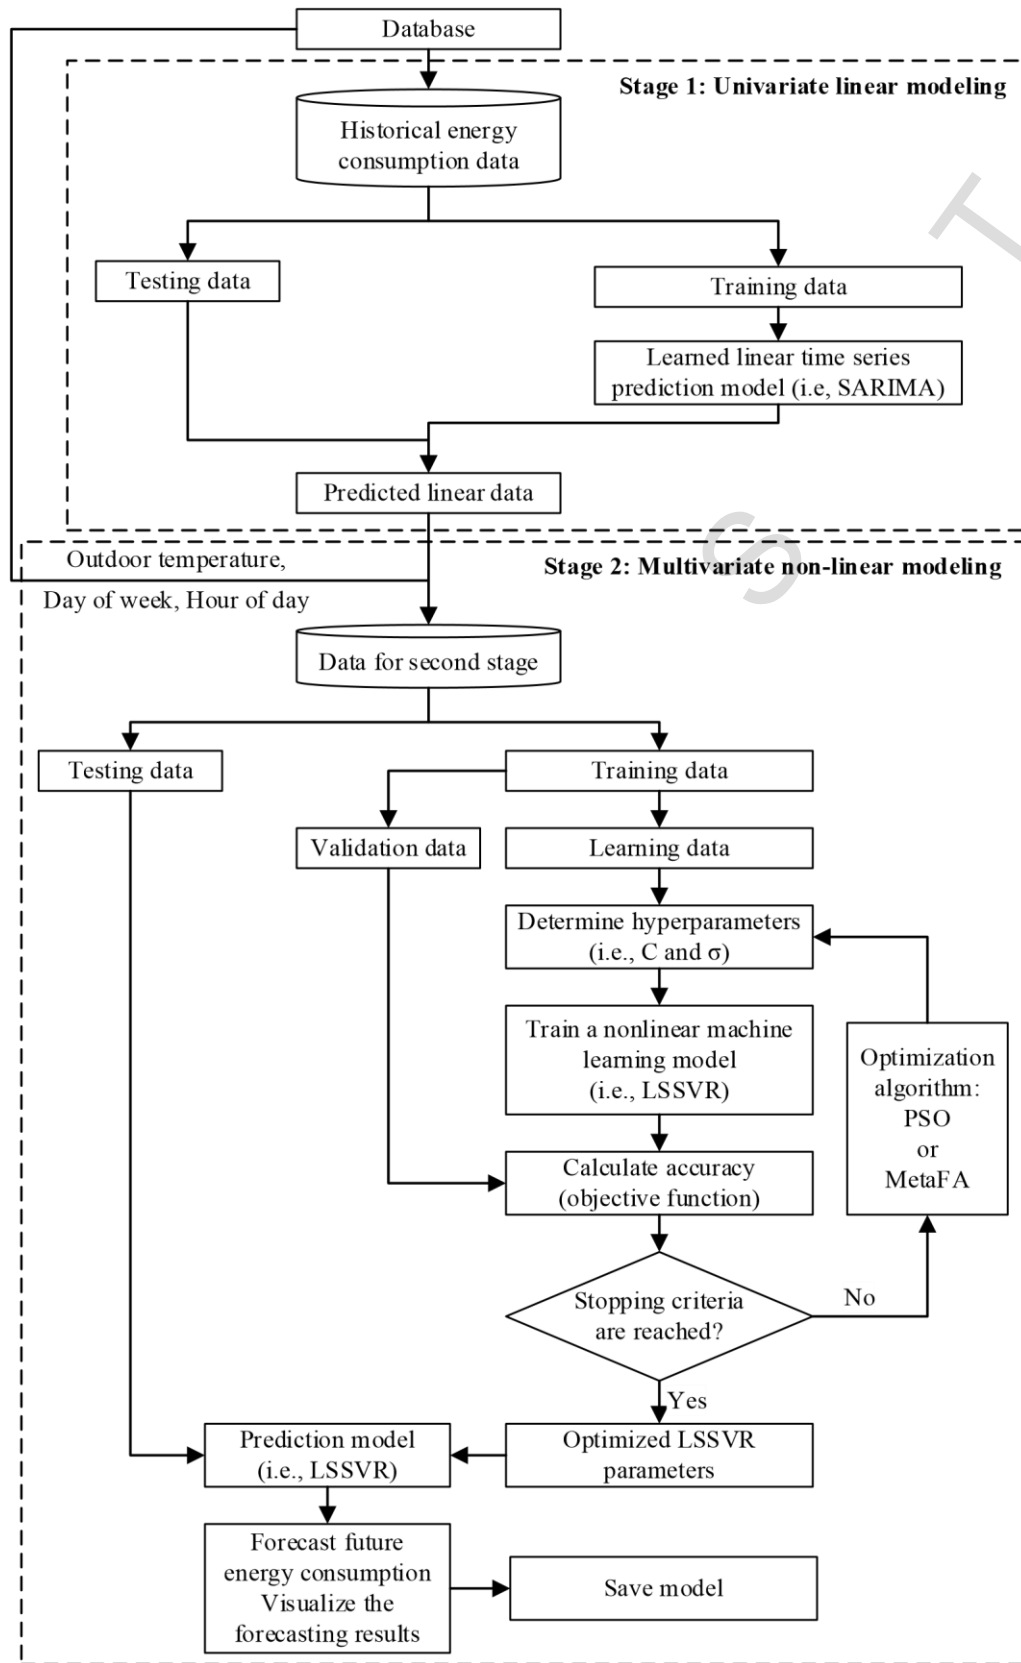 Database
Stage 1: Univariate linear modeling
Historical energy
consumption data
Testing data
Training data
Learned linear time series
prediction model (i.e, SARIMA)
Predicted linear data
Outdoor temperature,
Day of week, Hour of day
Stage 2: Multivariate non-linear modeling
Data for second stage
Testing data
Training data
Validation data
Learning data
Determine hyperparameters
(i.e., C and σ)
Train a nonlinear machine
learning model
(i.e., LSSVR)
Optimization
algorithm:
PSO
or
MetaFA
Calculate accuracy
(objective function)
Stopping criteria
are reached?
No
Yes
Prediction model
(i.e., LSSVR)
Optimized LSSVR
parameters
Forecast future
energy consumption
Visualize the
forecasting results
Save model
T
S